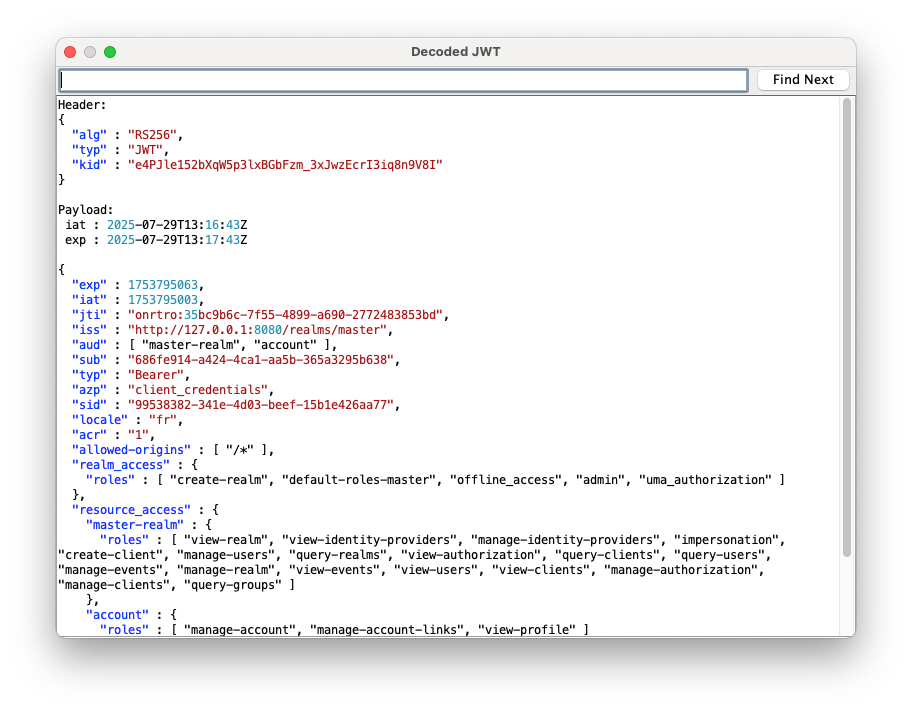 Decoded JWT
Find Next
Header:
{
  "alg" : "RS256",
  "typ" : "JWT",
  "kid" : "e4PJle152bXqW5p3lxBGbFzm_3xJwzEcrI3iq8n9V8I"
}
Payload:
 iat : 2025-07-29T13:16:43Z
 exp : 2025-07-29T13:17:43Z
{
  "exp" : 1753795063,
  "iat" : 1753795003,
  "jti" : "onrtro:35bc9b6c-7f55-4899-a690-2772483853bd",
  "iss" : "http://127.0.0.1:8080/realms/master",
  "aud" : [ "master-realm", "account" ],
  "sub" : "686fe914-a424-4ca1-aa5b-365a3295b638",
  "typ" : "Bearer",
  "azp" : "client_credentials",
  "sid" : "99538382-341e-4d03-beef-15b1e426aa77",
  "locale" : "fr",
  "acr" : "1",
  "allowed-origins" : [ "/*" ],
  "realm_access" : {
    "roles" : [ "create-realm", "default-roles-master", "offline_access", "admin", "uma_authorization" ]
  },
  "resource_access" : {
    "master-realm" : {
      "roles" : [ "view-realm", "view-identity-providers", "manage-identity-providers", "impersonation",
"create-client", "manage-users", "query-realms", "view-authorization", "query-clients", "query-users",
"manage-events", "manage-realm", "view-events", "view-users", "view-clients", "manage-authorization",
"manage-clients", "query-groups" ]
    },
    "account" : {
      "roles" : [ "manage-account", "manage-account-links", "view-profile" ]